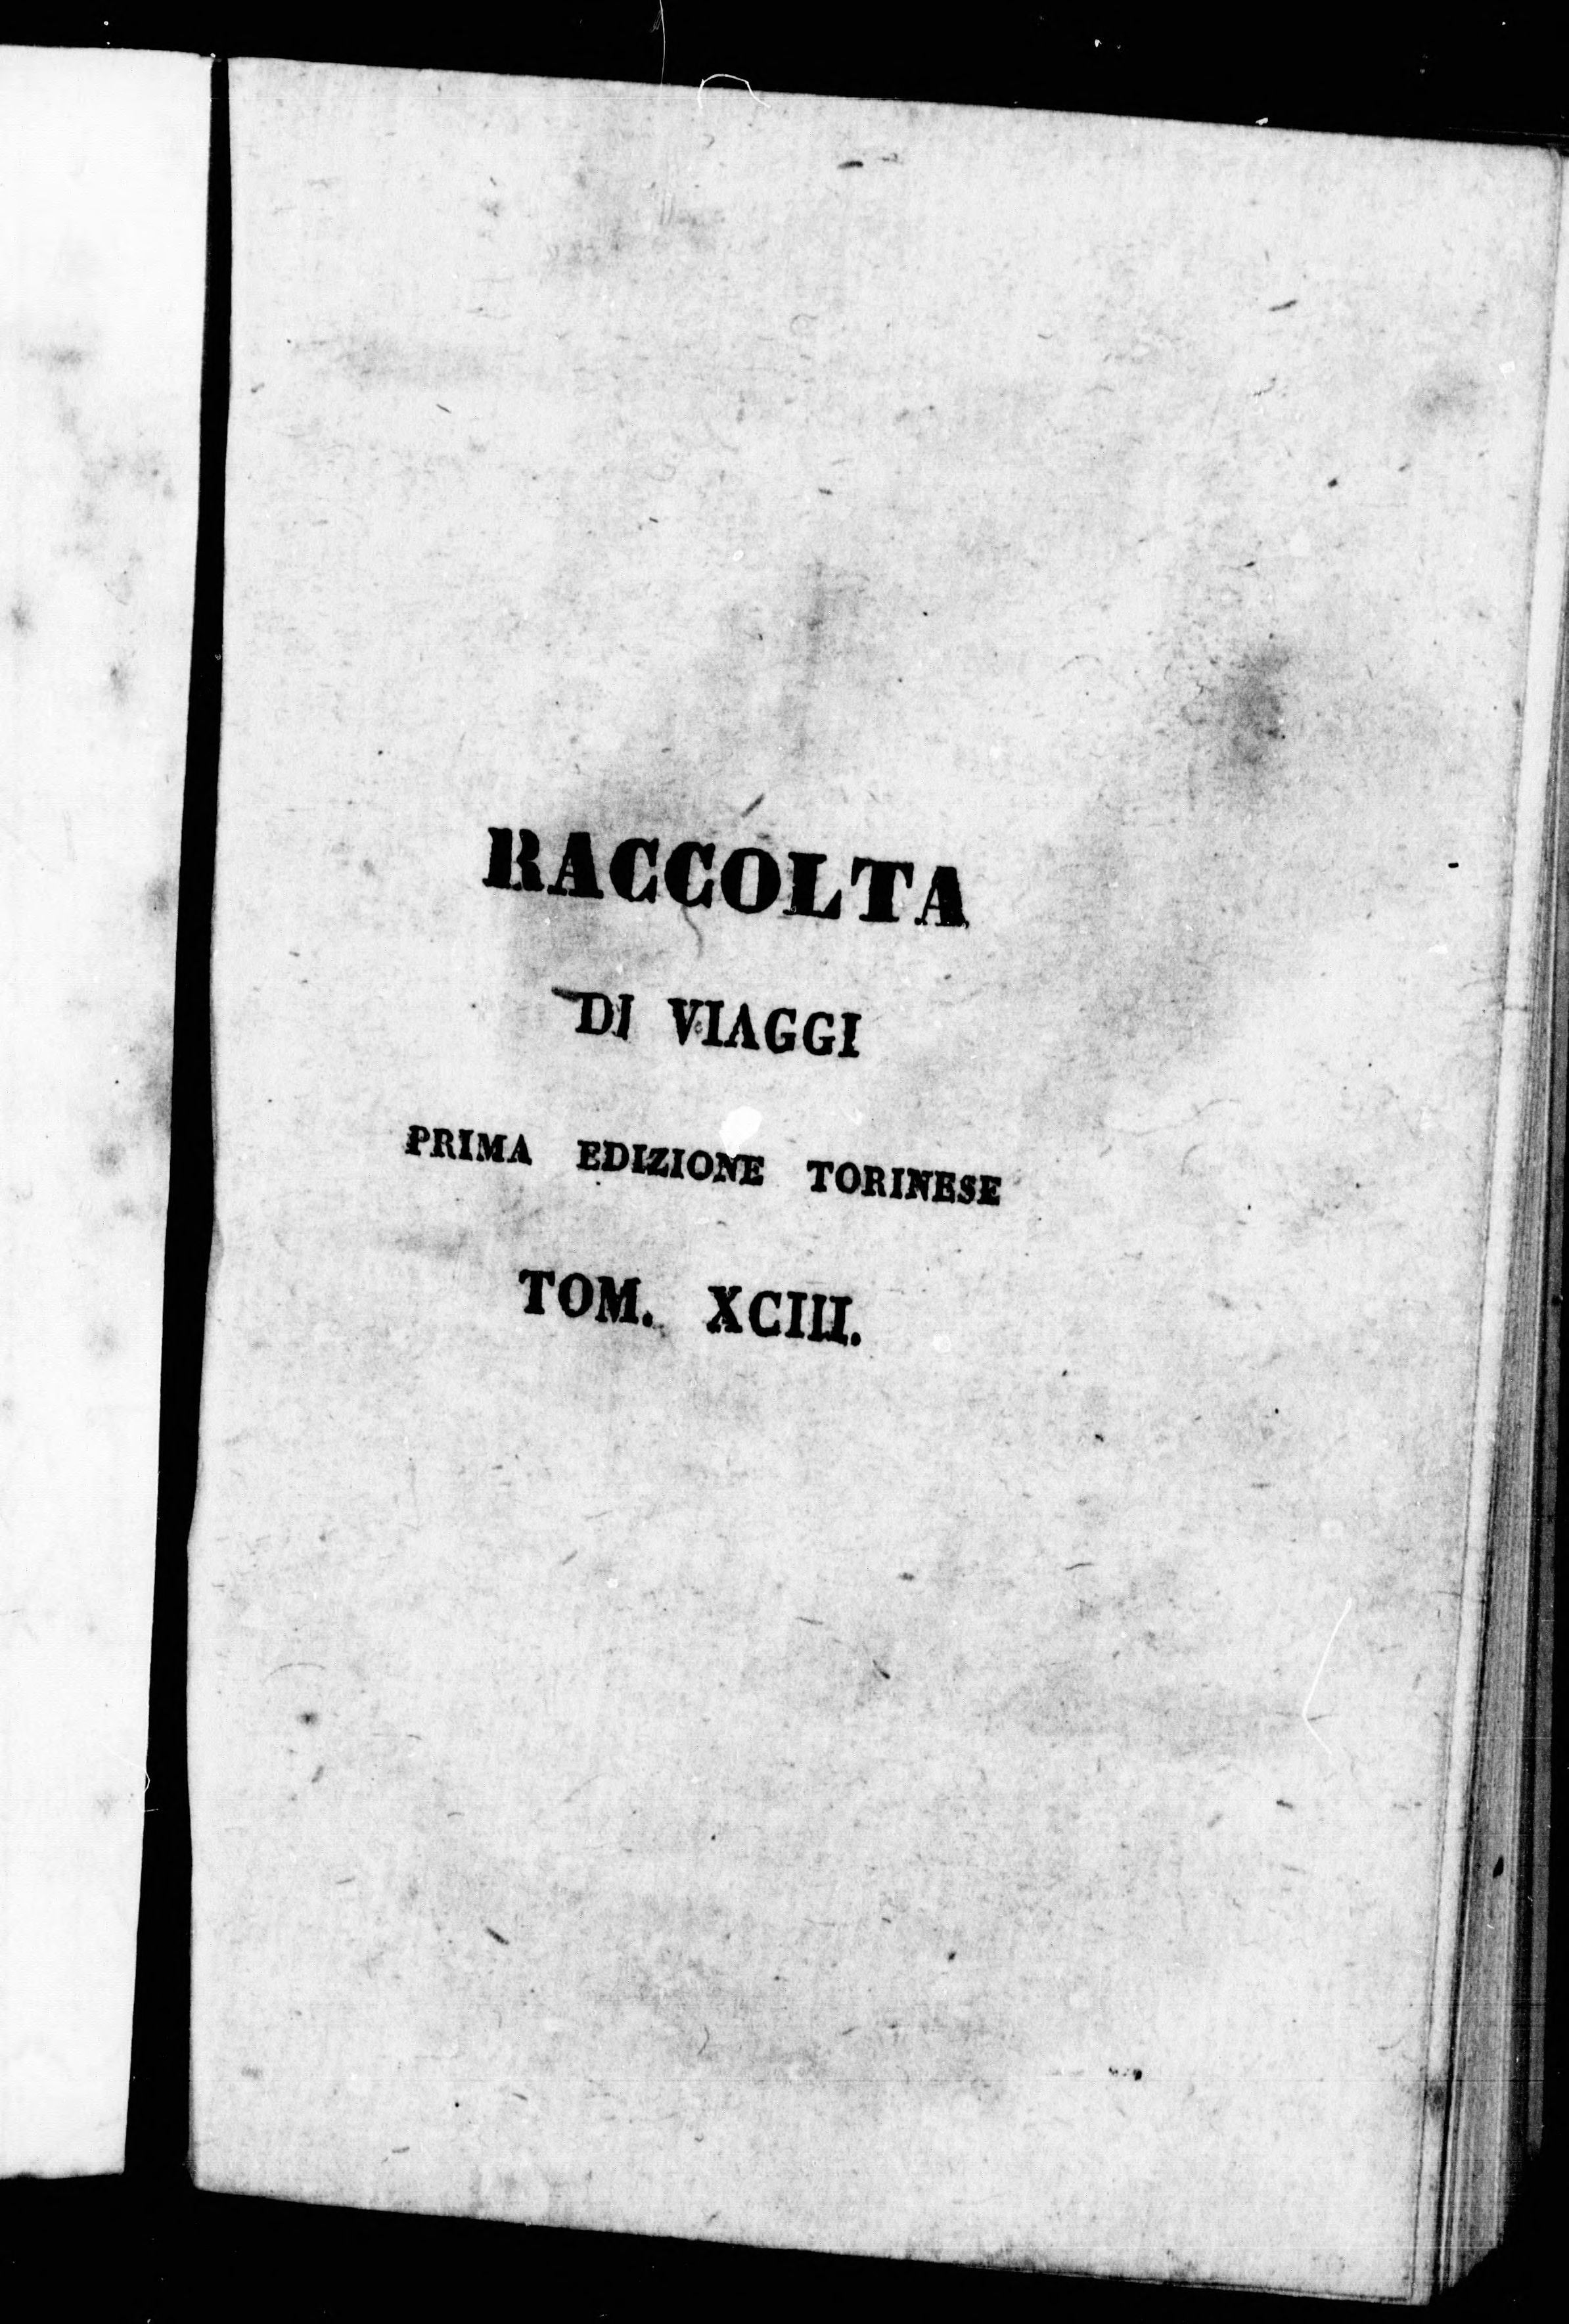 RACCOLTA
DI VIAGGI
PRIMA EDIZIONE TORINESE
TOM. XCIII.